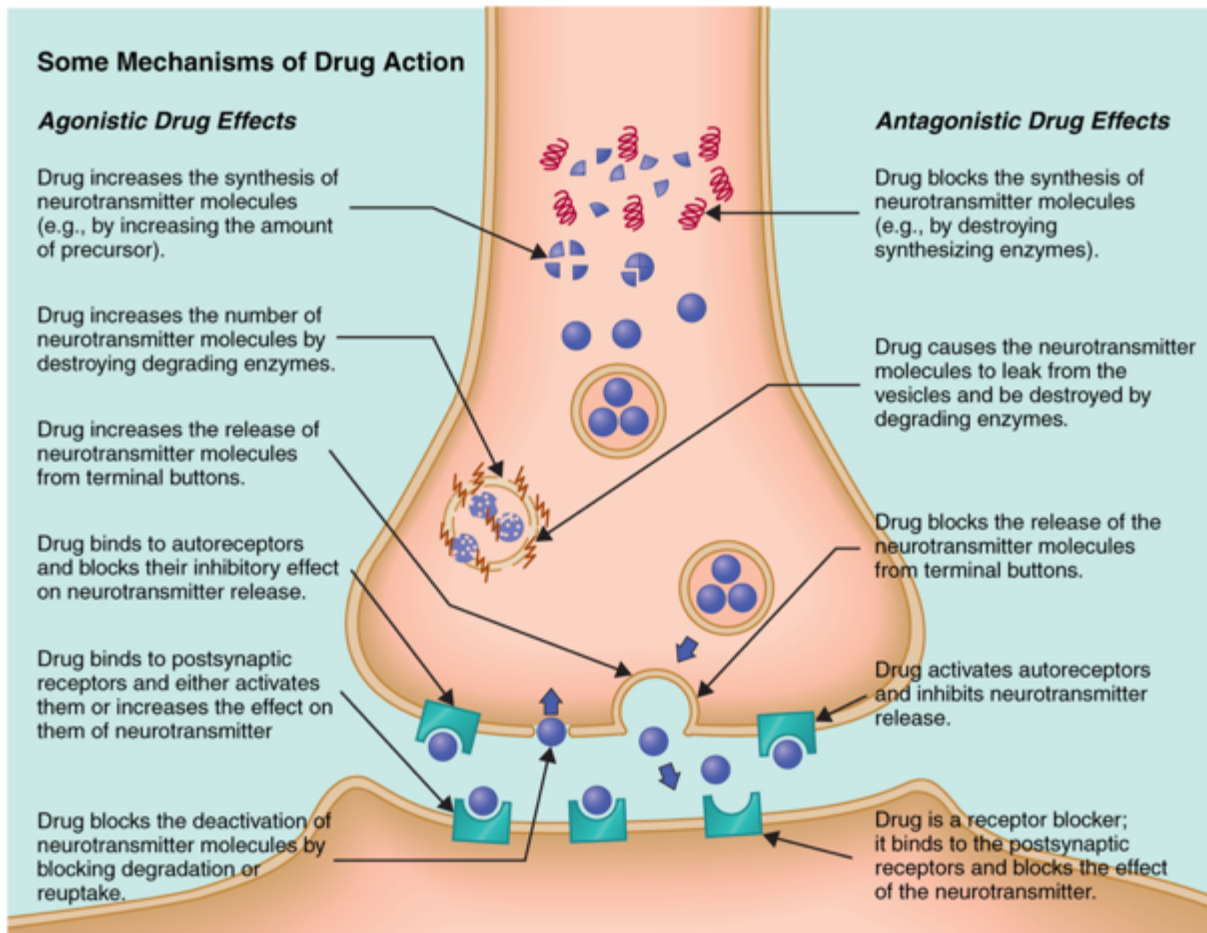 Some Mechanisms of Drug Action
Agonistic Drug Effects
Drug increases the synthesis of
neurotransmitter molecules
(e.g., by increasing the amount
of precursor).
Drug increases the number of
neurotransmitter molecules by
destroying degrading enzymes.
Drug increases the release of
neurotransmitter molecules
from terminal buttons.
Drug binds to autoreceptors
and blocks their inhibitory effect
on neurotransmitter release.
Drug binds to postsynaptic
receptors and either activates
them or increases the effect on
them of neurotransmitter
Drug blocks the deactivation of
neurotransmitter molecules by
blocking degradation or
reuptake.
Antagonistic Drug Effects
Drug blocks the synthesis of
neurotransmitter molecules
(e.g., by destroying
synthesizing enzymes).
Drug causes the neurotransmitter
molecules to leak from the
vesicles and be destroyed by
degrading enzymes.
Drug blocks the release of the
neurotransmitter molecules
from terminal buttons.
Drug activates autoreceptors
and inhibits neurotransmitter
release.
Drug is a receptor blocker;
it binds to the postsynaptic
receptors and blocks the effect
of the neurotransmitter.